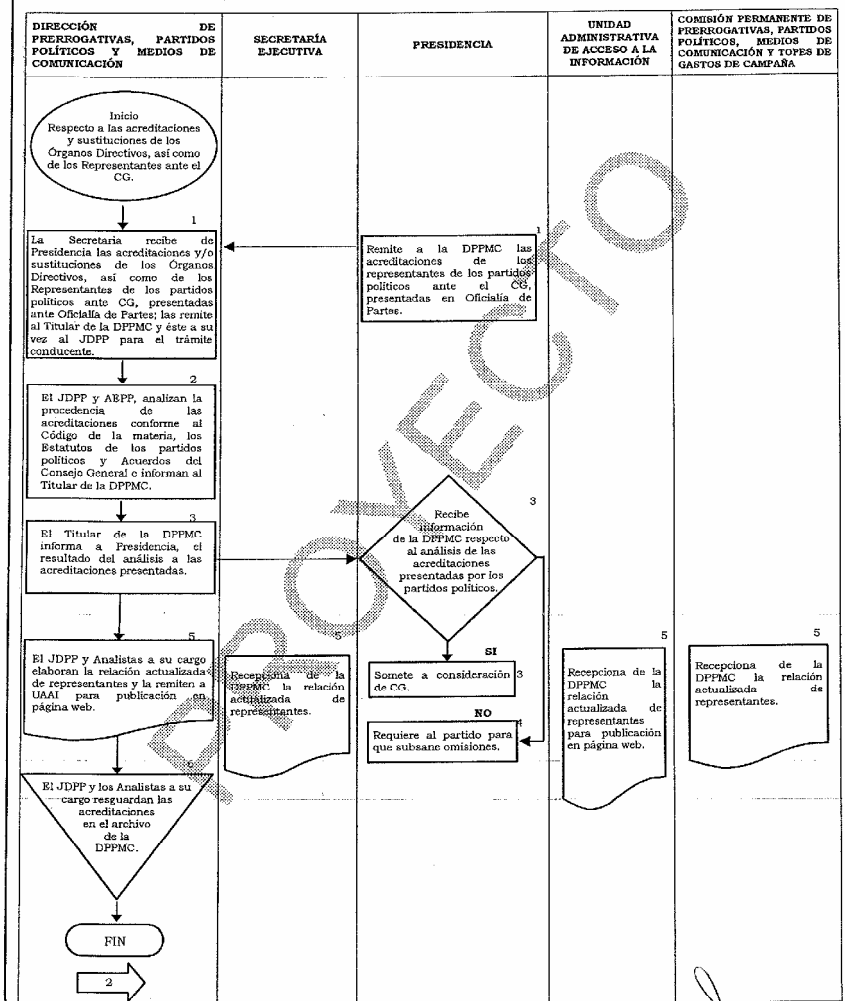 DIRECCIÓN DE
PRERROGATIVAS, PARTIDOS
POLÍTICOS Y MEDIOS DE
COMUNICACIÓN
SECRETARÍA
EJECUTIVA
PRESIDENCIA
UNIDAD
ADMINISTRATIVA
DE ACCESO A LA
INFORMACIÓN
COMISIÓN PERMANENTE DE
PRERROGATIVAS, PARTIDOS
POLÍTICOS, MEDIOS DE
COMUNICACIÓN Y TOPES DE
GASTOS DE CAMPAÑA
Inicio
Respecto a las acreditaciones
y sustituciones de los
Órganos Directivos, así como
de los Representantes ante el
CG.
1
La Secretaria recibe de
Presidencia las acreditaciones y/o
sustituciones de los Órganos
Directivos, así como de los
Representantes de los partidos
políticos ante CG, presentadas
ante Oficialía de Partes; las remite
al Titular de la DPPMC y éste a su
vez al JDPP para el trámite
conducente.
1
Remite a la DPPMC las
acreditaciones de los
representantes de los partidos
políticos ante el CG,
presentadas en Oficialía de
Partes.
2
El JDPP y AEPP, analizan la
procedencia de las
acreditaciones conforme al
Código de la materia, los
Estatutos de los partidos
políticos y Acuerdos del
Consejo General e informan al
Titular de la DPPMC.
3
El Titular de la DPPMC
informa a Presidencia, el
resultado del análisis a las
acreditaciones presentadas.
3
Recibe
información
de la DPPMC respecto
al análisis de las
acreditaciones
presentadas por los
partidos políticos.
SI
Somete a consideración
de CG.
3
NO
4
Requiere al partido para
que subsane omisiones.
5
El JDPP y Analistas a su cargo
elaboran la relación actualizada
de representantes y la remiten a
UAAI para publicación en
página web.
5
Recepciona de la
DPPMC la relación
actualizada de
representantes.
5
Recepciona de la
DPPMC la
relación
actualizada de
representantes
para publicación
en página web.
5
Recepciona de la
DPPMC la relación
actualizada de
representantes.
6
El JDPP y los Analistas a su
cargo resguardan las
acreditaciones
en el archivo
de la
DPPMC.
FIN
2
PROYECTO